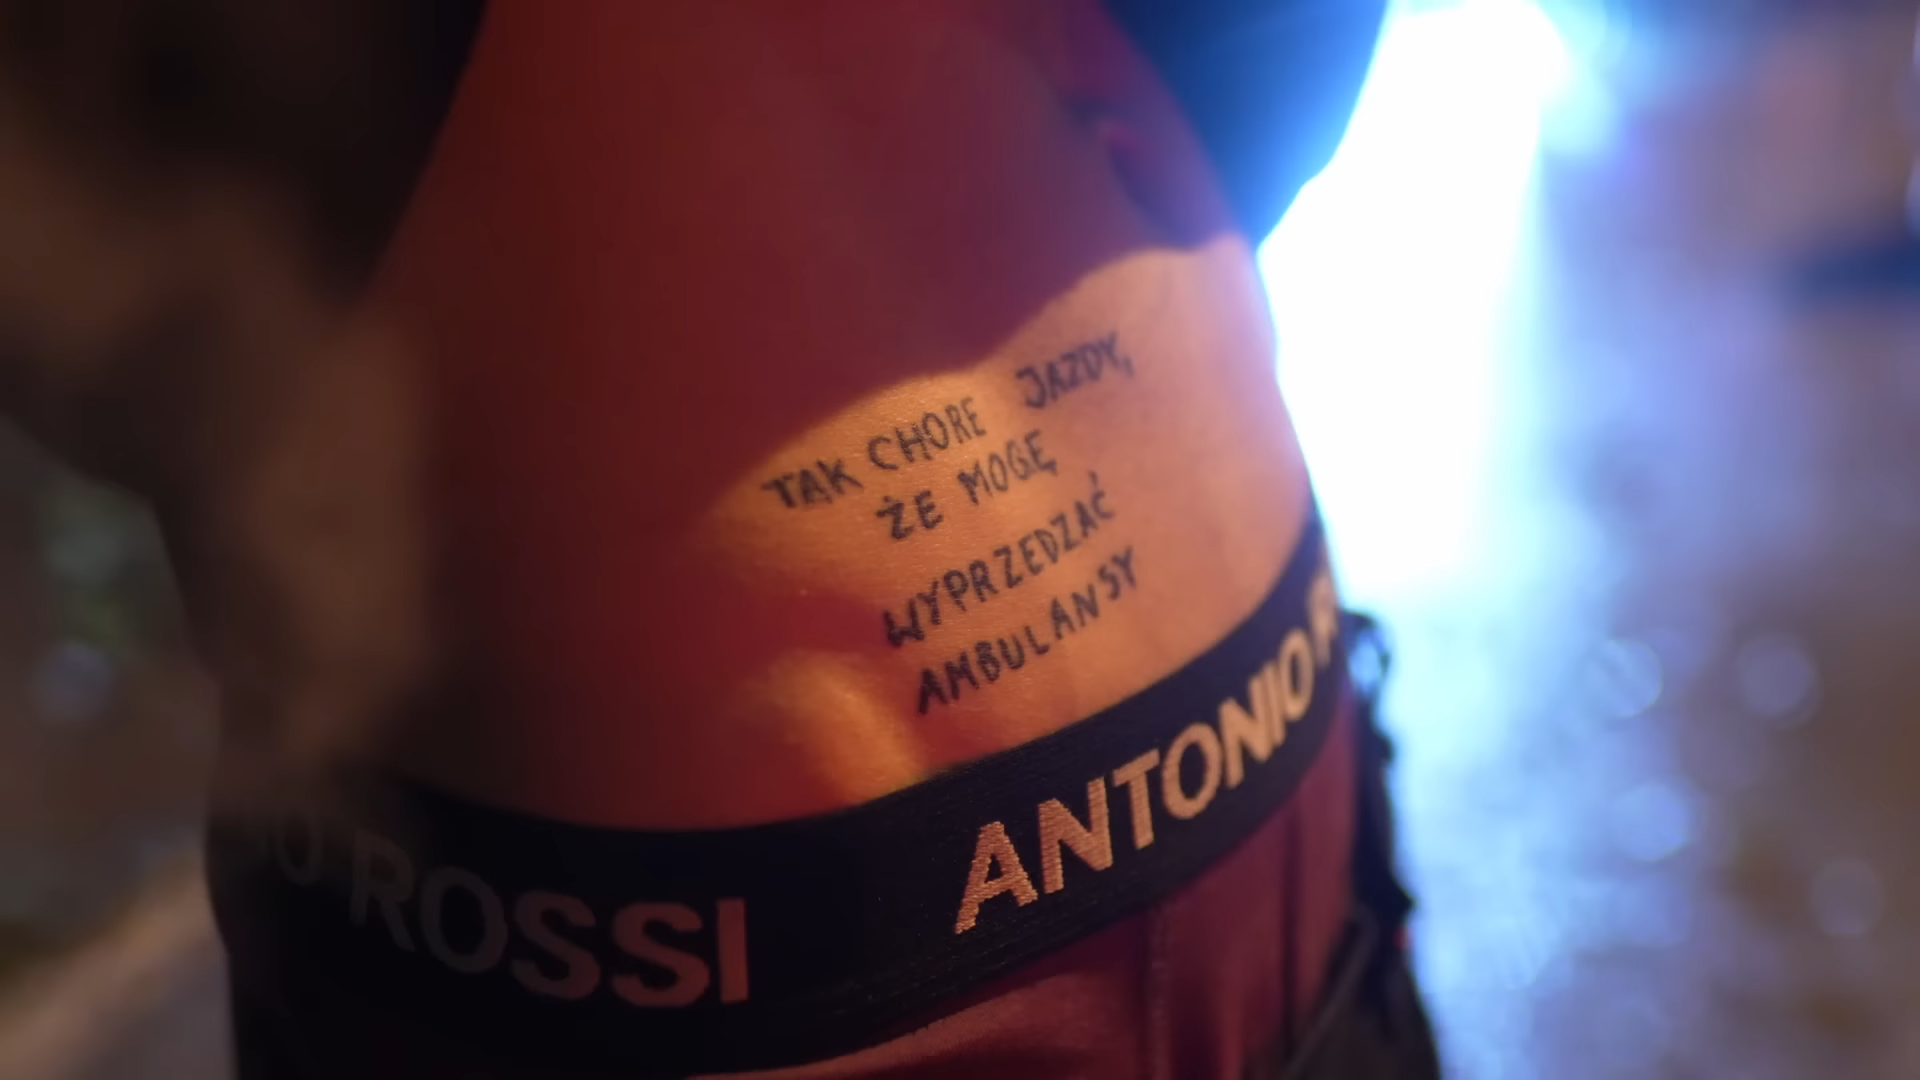 TAK CHORE JAZDY,
ŻE MOGĘ
WYPRZEDZAĆ
AMBULANSY
ROSSI
ANTONIO